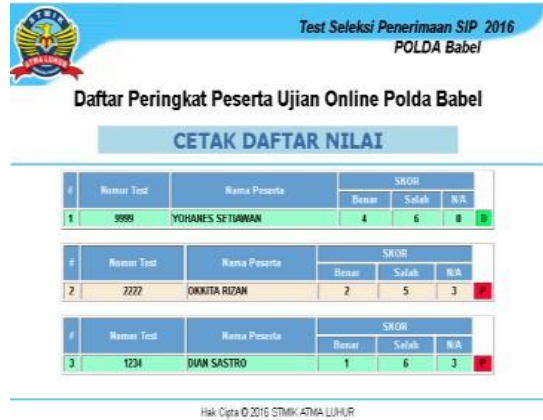 STMIK
ATMA LUHUR
Test Seleksi Penerimaan SIP 2016
POLDA Babel
Daftar Peringkat Peserta Ujian Online Polda Babel
CETAK DAFTAR NILAI
# Nomor Test Nama Peserta SKOR
Benar Salah N/A
1 9999 YOHANES SETIAWAN 4 6 0 D
# Nomor Test Nama Peserta SKOR
Benar Salah N/A
2 2222 OKKITA RIZAN 2 5 3 P
# Nomor Test Nama Peserta SKOR
Benar Salah N/A
3 1234 DIAN SASTRO 1 6 3 P
Hak Cipta © 2016 STMIK ATMA LUHUR